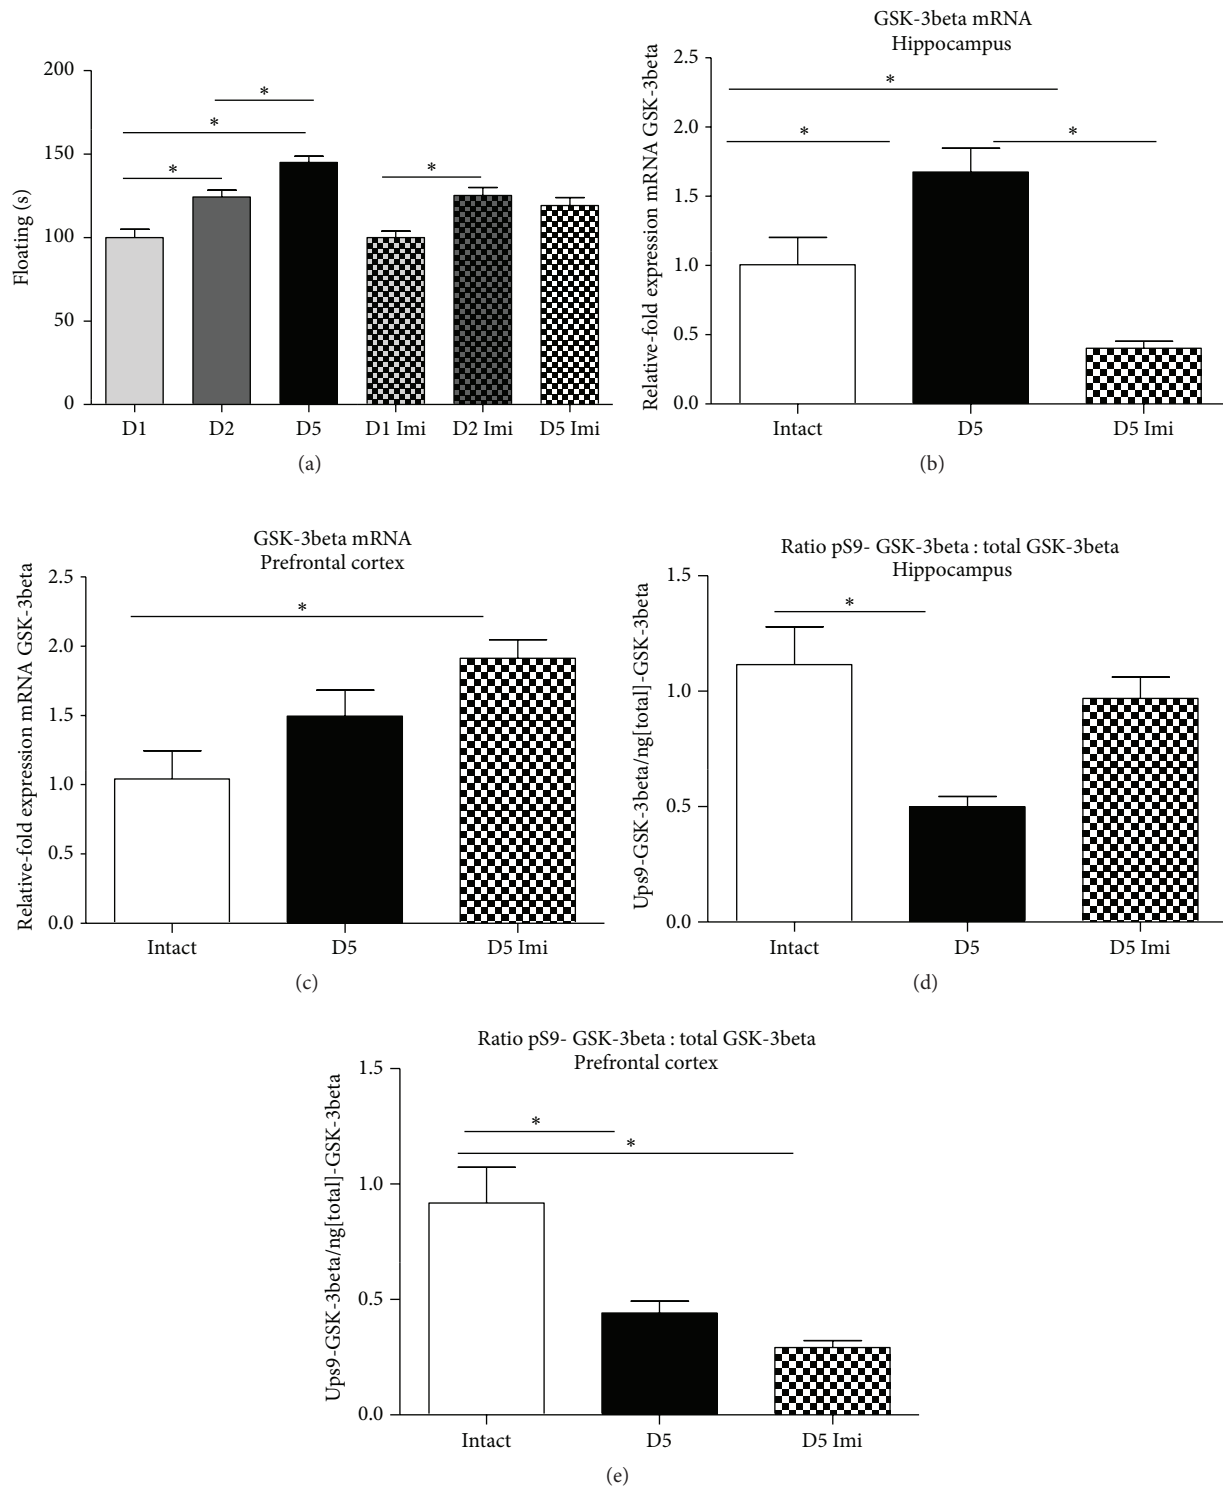 Floating (s)
200
*
*
*
*
150
100
50
0
D1 D2 D5 D1 Imi D2 Imi D5 Imi
(a)
GSK-3beta mRNA
Hippocampus
Relative-fold expression mRNA GSK-3beta
2.5
*
2.0
*
*
1.5
1.0
0.5
0.0
Intact D5 D5 Imi
(b)
GSK-3beta mRNA
Prefrontal cortex
Relative-fold expression mRNA GSK-3beta
2.5
*
2.0
1.5
1.0
0.5
0.0
Intact D5 D5 Imi
(c)
Ratio pS9- GSK-3beta : total GSK-3beta
Hippocampus
Ups9-GSK-3beta/ng[total]-GSK-3beta
1.5
*
1.0
0.5
0.0
Intact D5 D5 Imi
(d)
Ratio pS9- GSK-3beta : total GSK-3beta
Prefrontal cortex
Ups9-GSK-3beta/ng[total]-GSK-3beta
1.5
*
*
1.0
0.5
0.0
Intact D5 D5 Imi
(e)